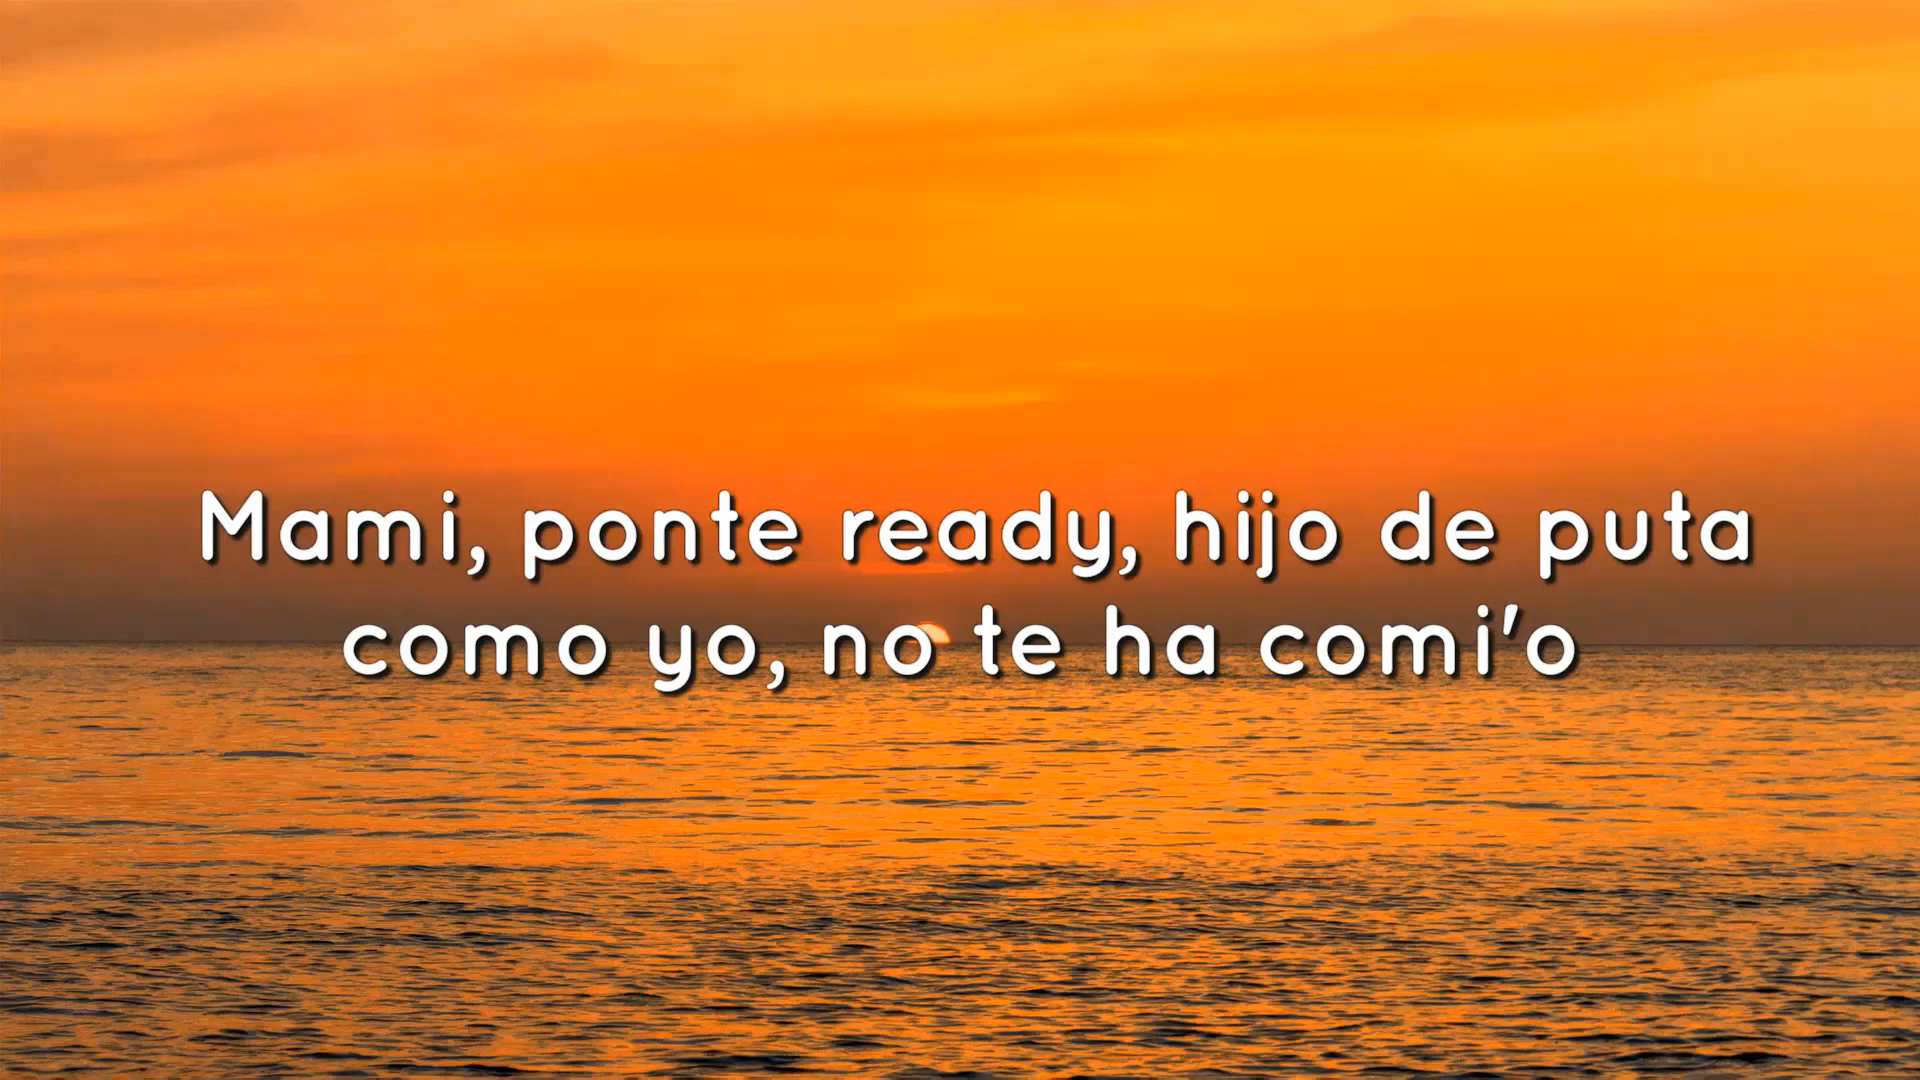 Mami, ponte ready, hijo de puta
como yo, no te ha comi'o